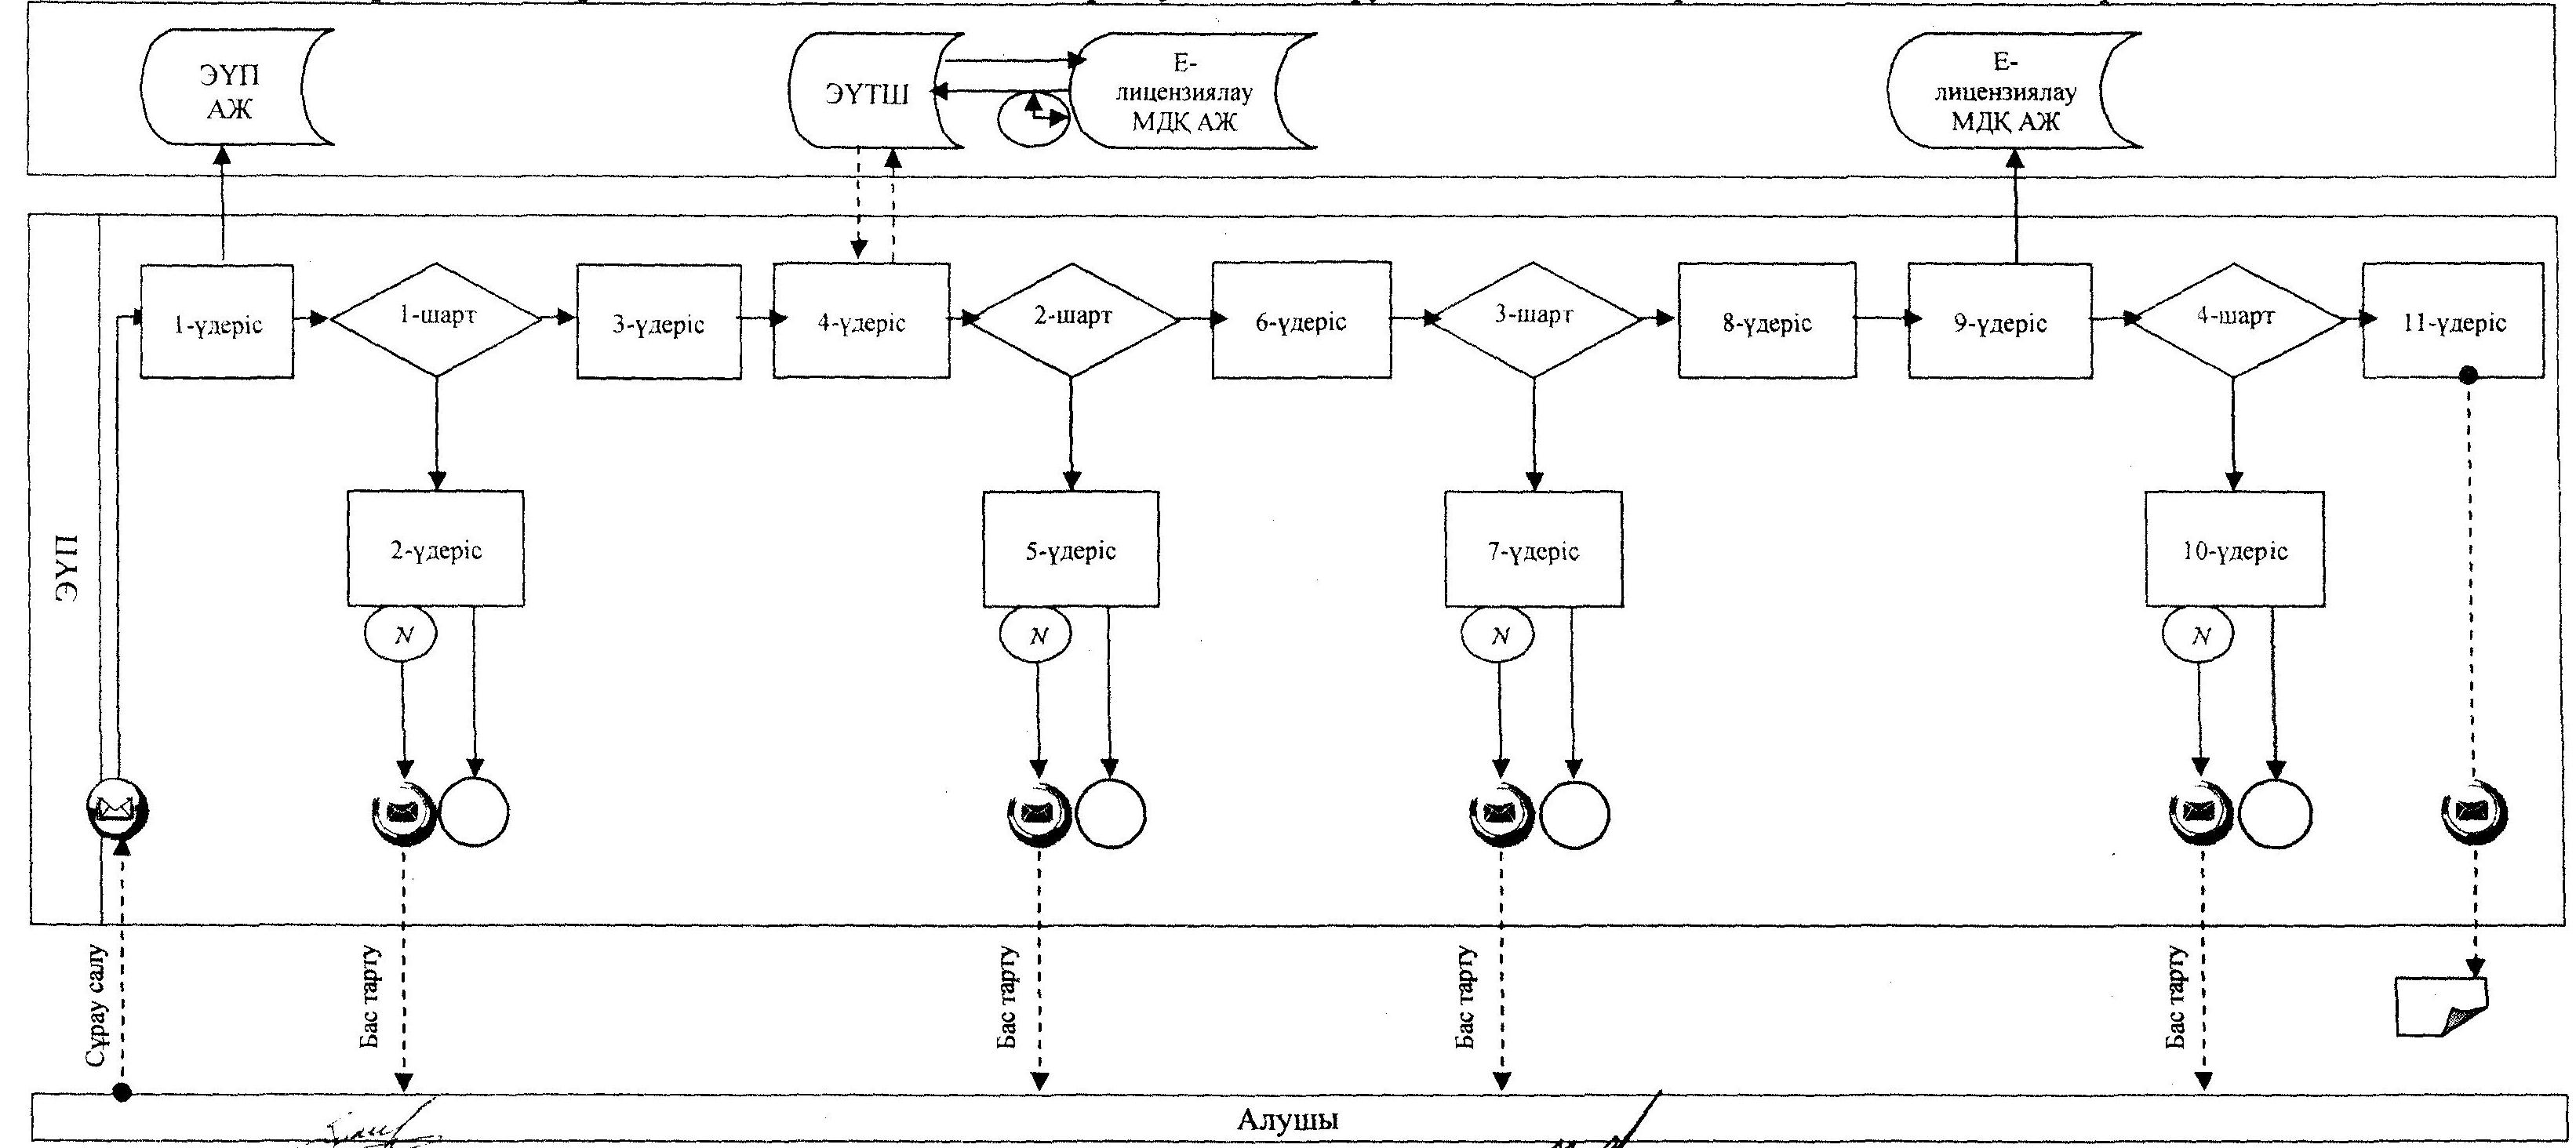 ЭҮП
АЖ
ЭҮТШ
Е-
лицензиялау
МДҚ АЖ
Е-
лицензиялау
МДҚ АЖ
1-үдеріс
1-шарт
3-үдеріс
4-үдеріс
2-шарт
6-үдеріс
3-шарт
8-үдеріс
9-үдеріс
4-шарт
11-үдеріс
ЭҮП
2-үдеріс
5-үдеріс
7-үдеріс
10-үдеріс
N
N
N
N
Сұрау салу
Бас тарту
Бас тарту
Бас тарту
Бас тарту
Алушы